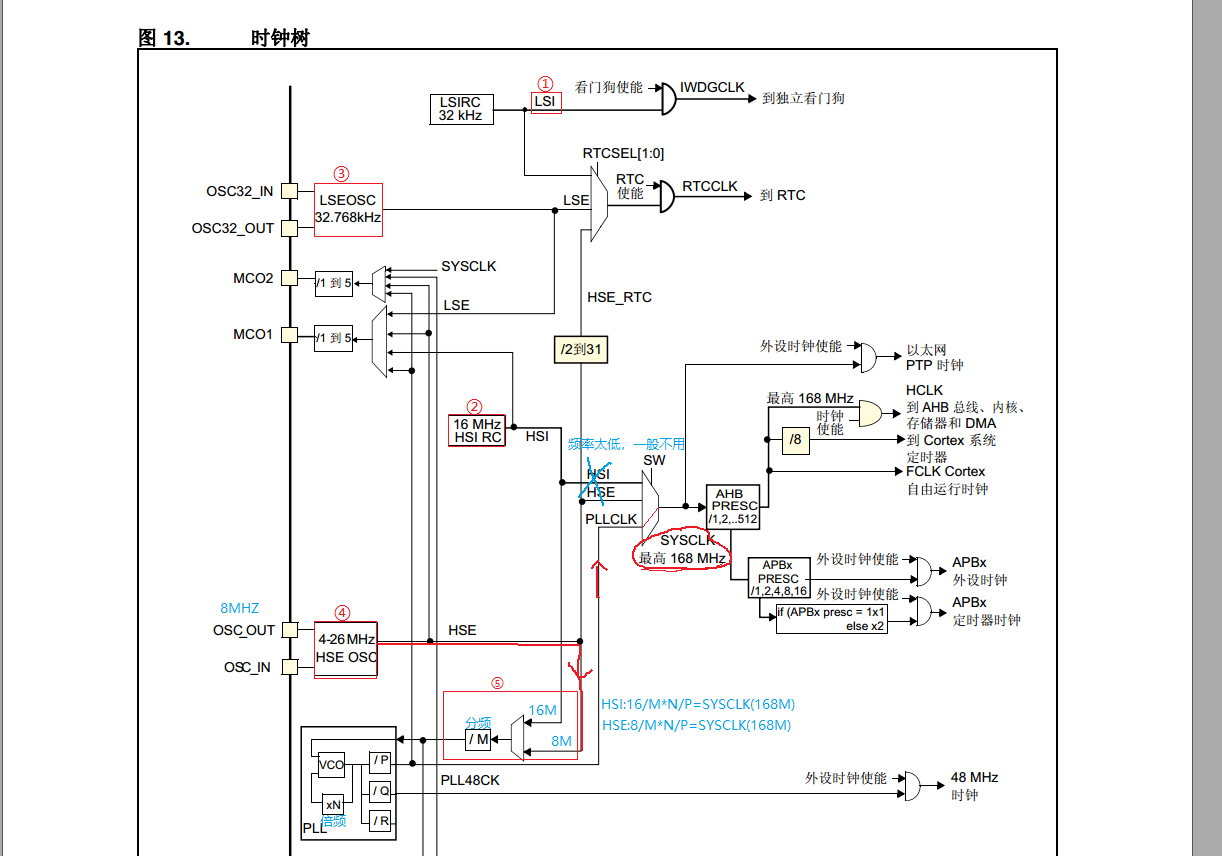 图 13. 时钟树
①
看门狗使能
IWDGCLK
到独立看门狗
LSIRC
32 kHz
LSI
RTCSEL[1:0]
③
OSC32_IN
LSEOSC
32.768kHz
OSC32_OUT
LSE
RTC
使能
RTCCLK
到 RTC
MCO2
/1 到 5
SYSCLK
HSE_RTC
LSE
MCO1
/1 到 5
/2到31
外设时钟使能
以太网
PTP 时钟
②
16 MHz
HSI RC
HSI
最高 168 MHz
时钟
使能
HCLK
到 AHB 总线、内核、
存储器和 DMA
/8
到 Cortex 系统
定时器
FCLK Cortex
自由运行时钟
频率太低，一般不用
SW
HSI
HSE
PLLCLK
AHB
PRESC
/1,2,..512
SYSCLK
最高 168 MHz
APBx
PRESC
/1,2,4,8,16
外设时钟使能
APBx
外设时钟
外设时钟使能
if (APBx presc = 1x1
else x2
APBx
定时器时钟
8MHZ
④
OSC_OUT
4-26 MHz
HSE OSC
OSC_IN
HSE
⑤
16M
分频
/ M
8M
HSI:16/M*N/P=SYSCLK(168M)
HSE:8/M*N/P=SYSCLK(168M)
VCO
/ P
xN
倍频
/ Q
/ R
PLL
PLL48CK
外设时钟使能
48 MHz
时钟